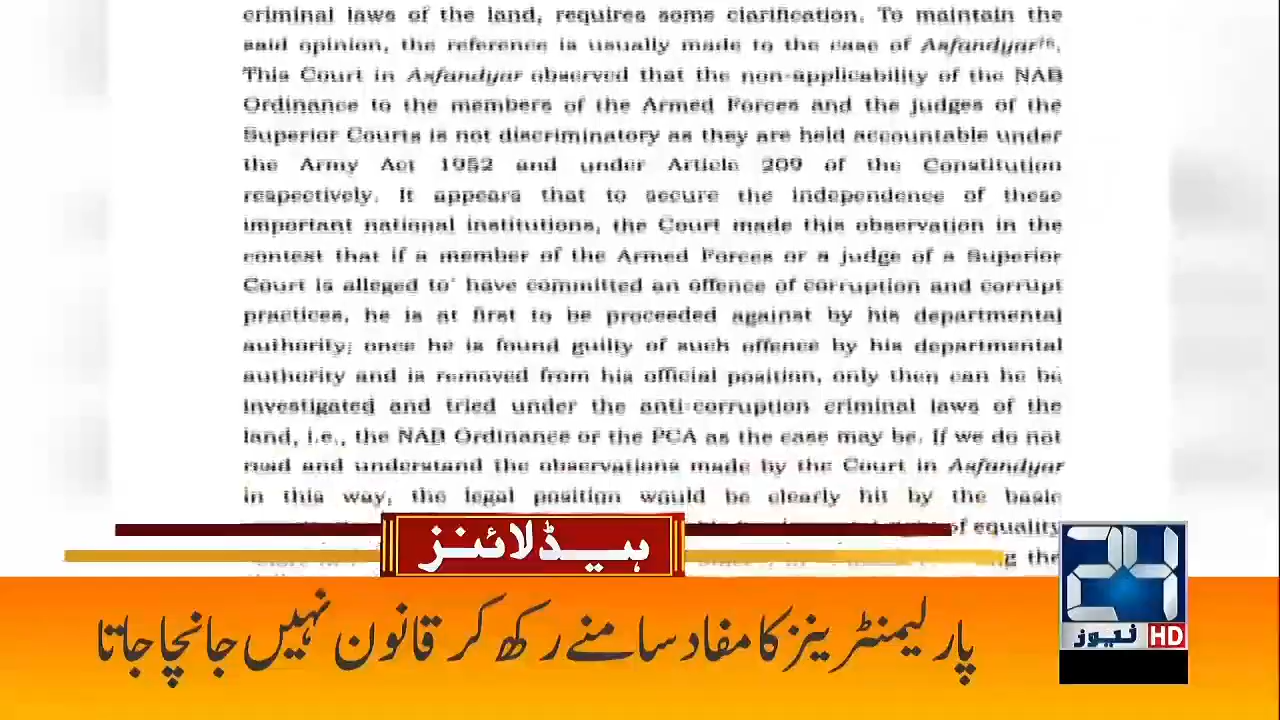 criminal laws of the land, requires some clarification. To maintain the
said opinion, the reference is usually made to the case of Asfandyar
This Court in Asfandyar observed that the non-applicability of the NAB
Ordinance to the members of the Armed Forces and the judges of the
Superior Courts is not discriminatory as they are held accountable under
the Army Act 1952 and under Article 209 of the Constitution
respectively. It appears that to secure the independence of these
important national institutions, the Court made this observation in the
context that if a member of the Armed Forces or a judge of a Superior
Court is alleged to' have committed an offence of corruption and corrupt
practices, he is at first to be proceeded against by his departmental
authority; once he is found guilty of such offence by his departmental
authority and is removed from his official position, only then can he be
investigated and tried under the anti-corruption criminal laws of the
land, i.e., the NAB Ordinance or the PCA as the case may be. If we do not
read and understand the observations made by the Court in Asfandyar
in this way, the legal position would be clearly hit by the basic
of equality
the
ہیڈلائنز
پارلیمنٹرینز کا مفاد سامنے رکھ کر قانون نہیں جانچا جاتا
24
نیوز HD